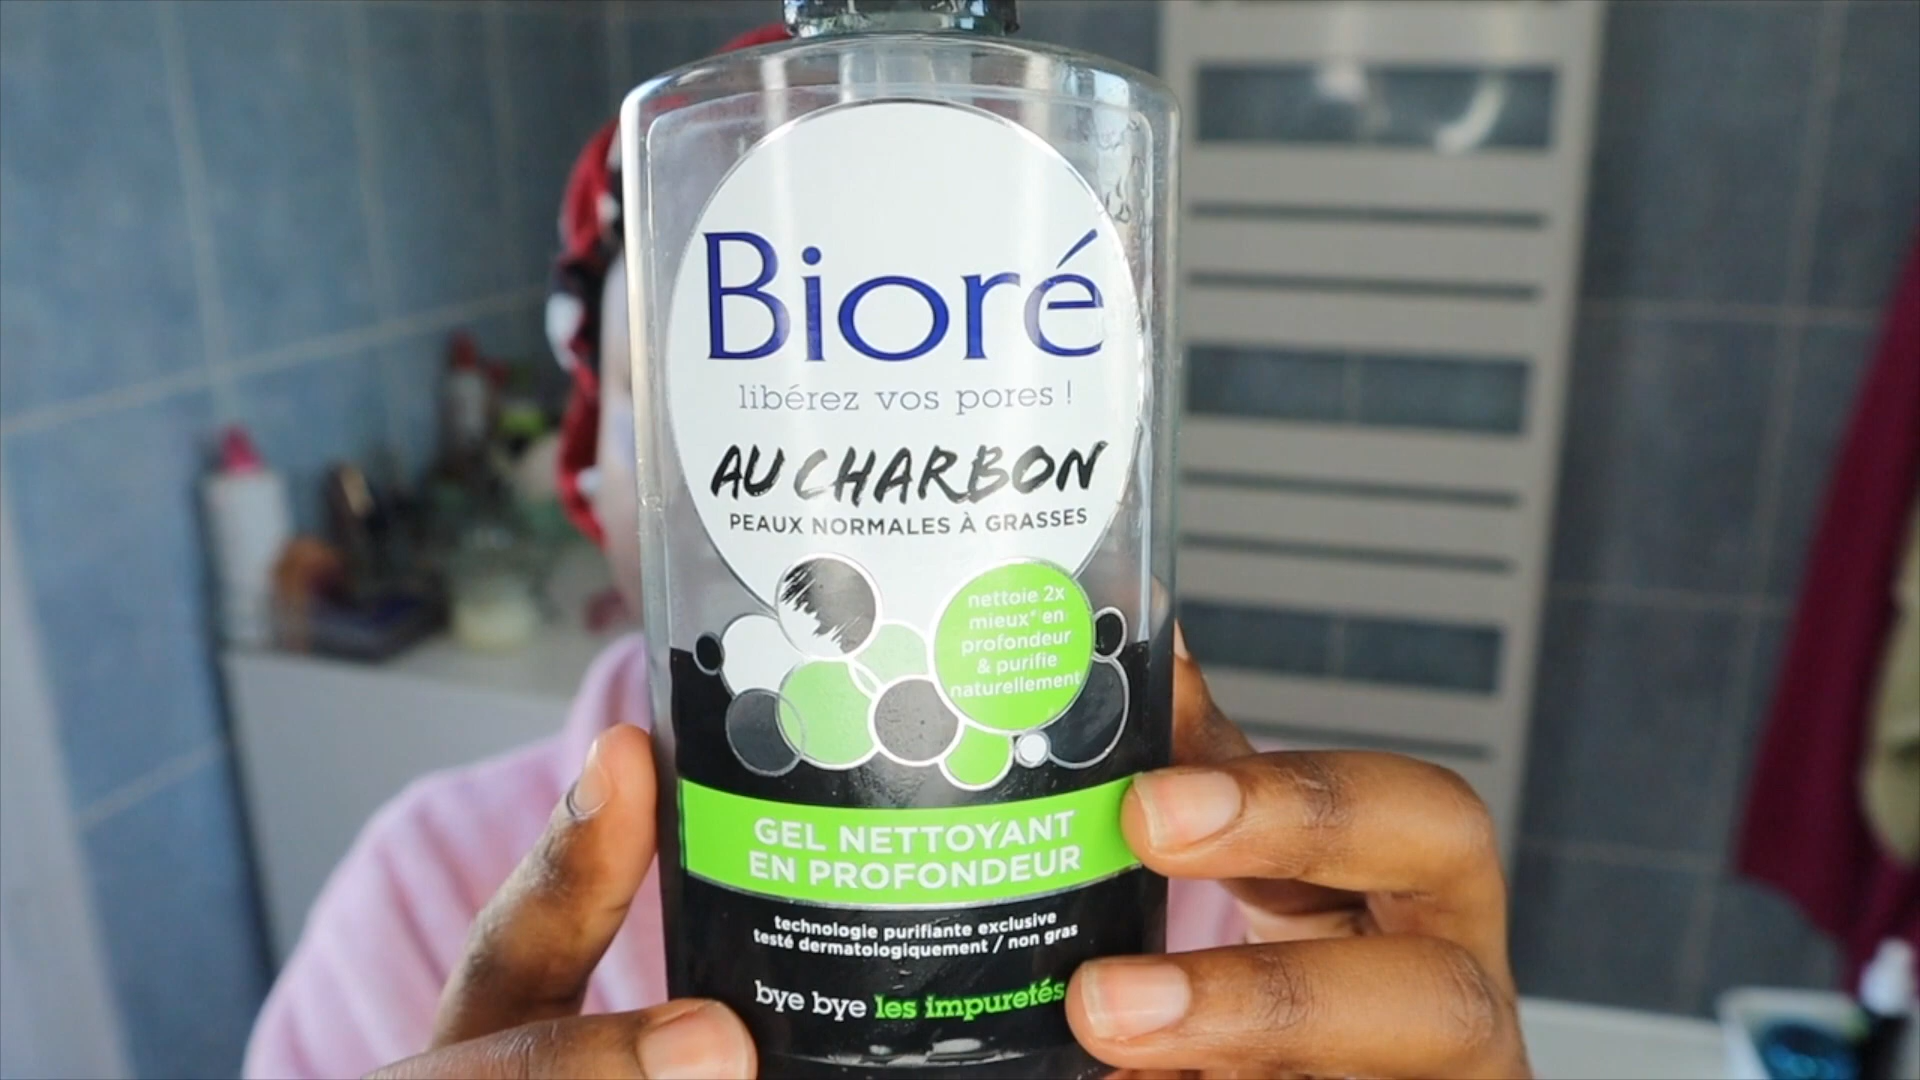 Bioré
libérez vos pores !
AU CHARBON
PEAUX NORMALES À GRASSES
nettoie 2x
mieux* en
profondeur
& purifie
naturellement
GEL NETTOYANT
EN PROFONDEUR
technologie purifiante exclusive
testé dermatologiquement / non gras
bye bye les impuretés